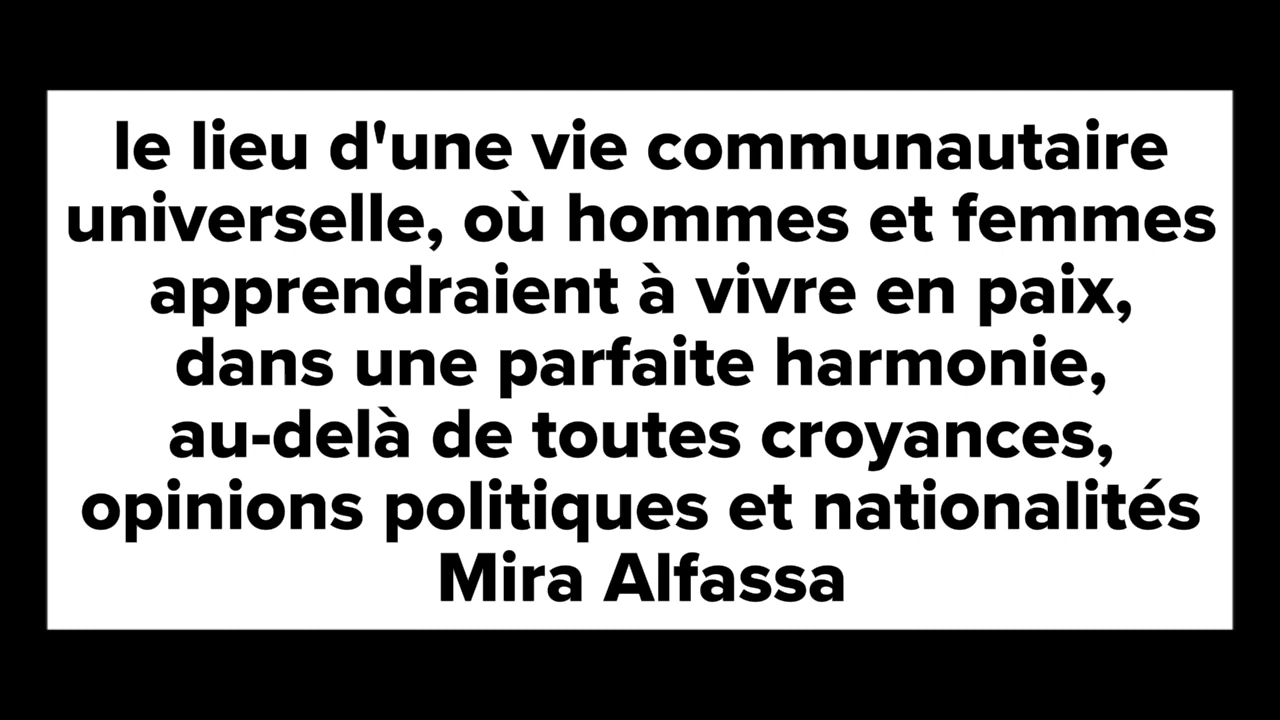 le lieu d'une vie communautaire
universelle, où hommes et femmes
apprendraient à vivre en paix,
dans une parfaite harmonie,
au-delà de toutes croyances,
opinions politiques et nationalités
Mira Alfassa